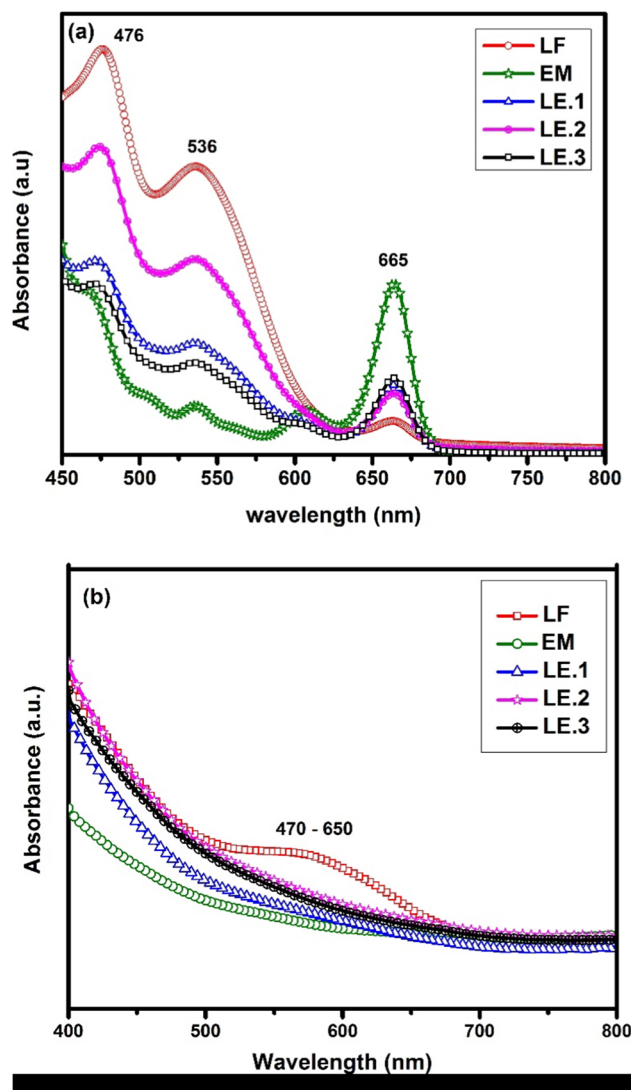 (a)
476
536
665
LF
EM
LE.1
LE.2
LE.3
Absorbance (a.u)
450 500 550 600 650 700 750 800
wavelength (nm)
(b)
LF
EM
LE.1
LE.2
LE.3
470 - 650
Absorbance (a.u.)
400 500 600 700 800
Wavelength (nm)